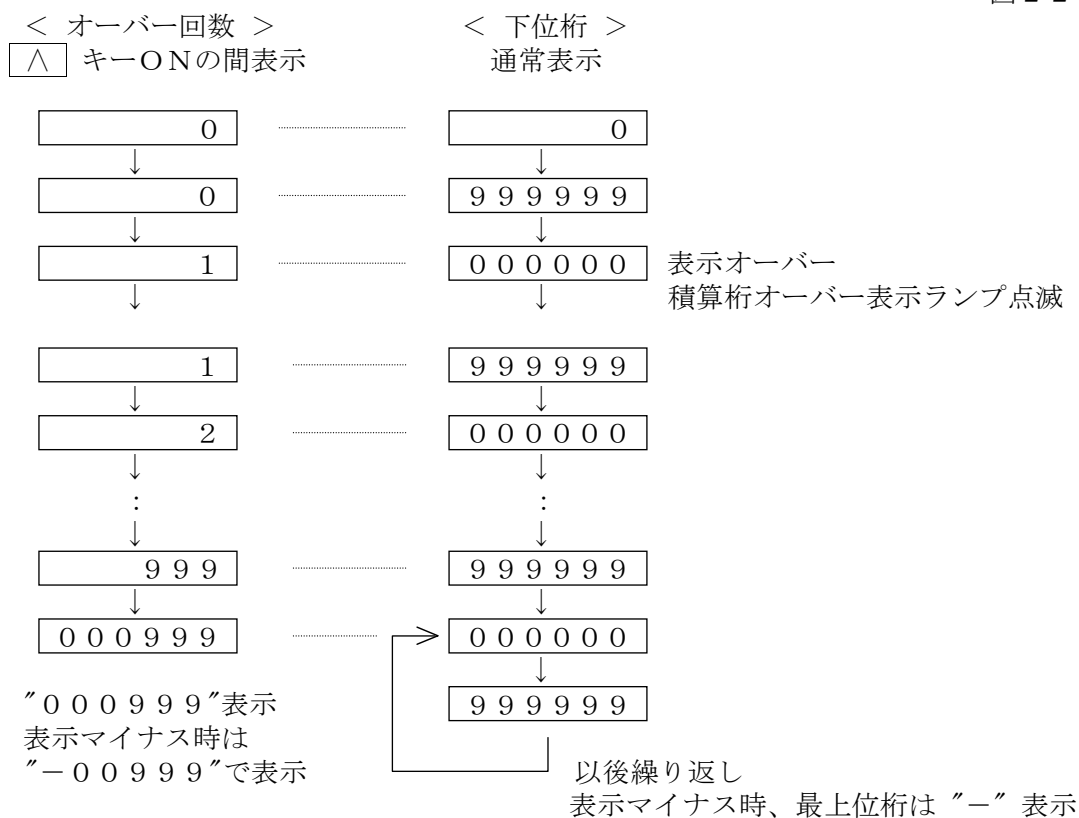 < オーバー回数 > < 下位桁 >
∧ キーONの間表示 通常表示
0 0
↓ ↓
0 999999
↓ ↓
1 000000 表示オーバー
↓ ↓ 積算桁オーバー表示ランプ点滅
1 999999
↓ ↓
2 000000
↓ ↓
: :
↓ ↓
999 999999
↓ ↓
000999 000000
↓
"000999"表示 999999
表示マイナス時は
"-00999"で表示 以後繰り返し
表示マイナス時、最上位桁は "-" 表示